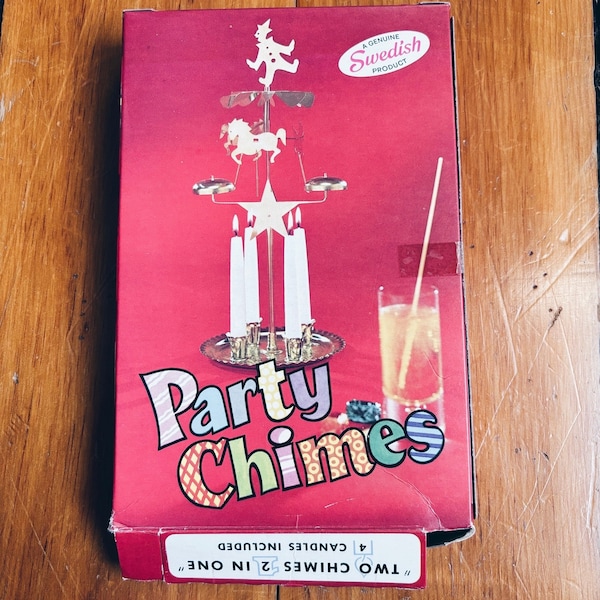 A GENUINE
Swedish
PRODUCT
Party
Chimes
"TWO CHIMES 2 IN ONE"
4 CANDLES INCLUDED